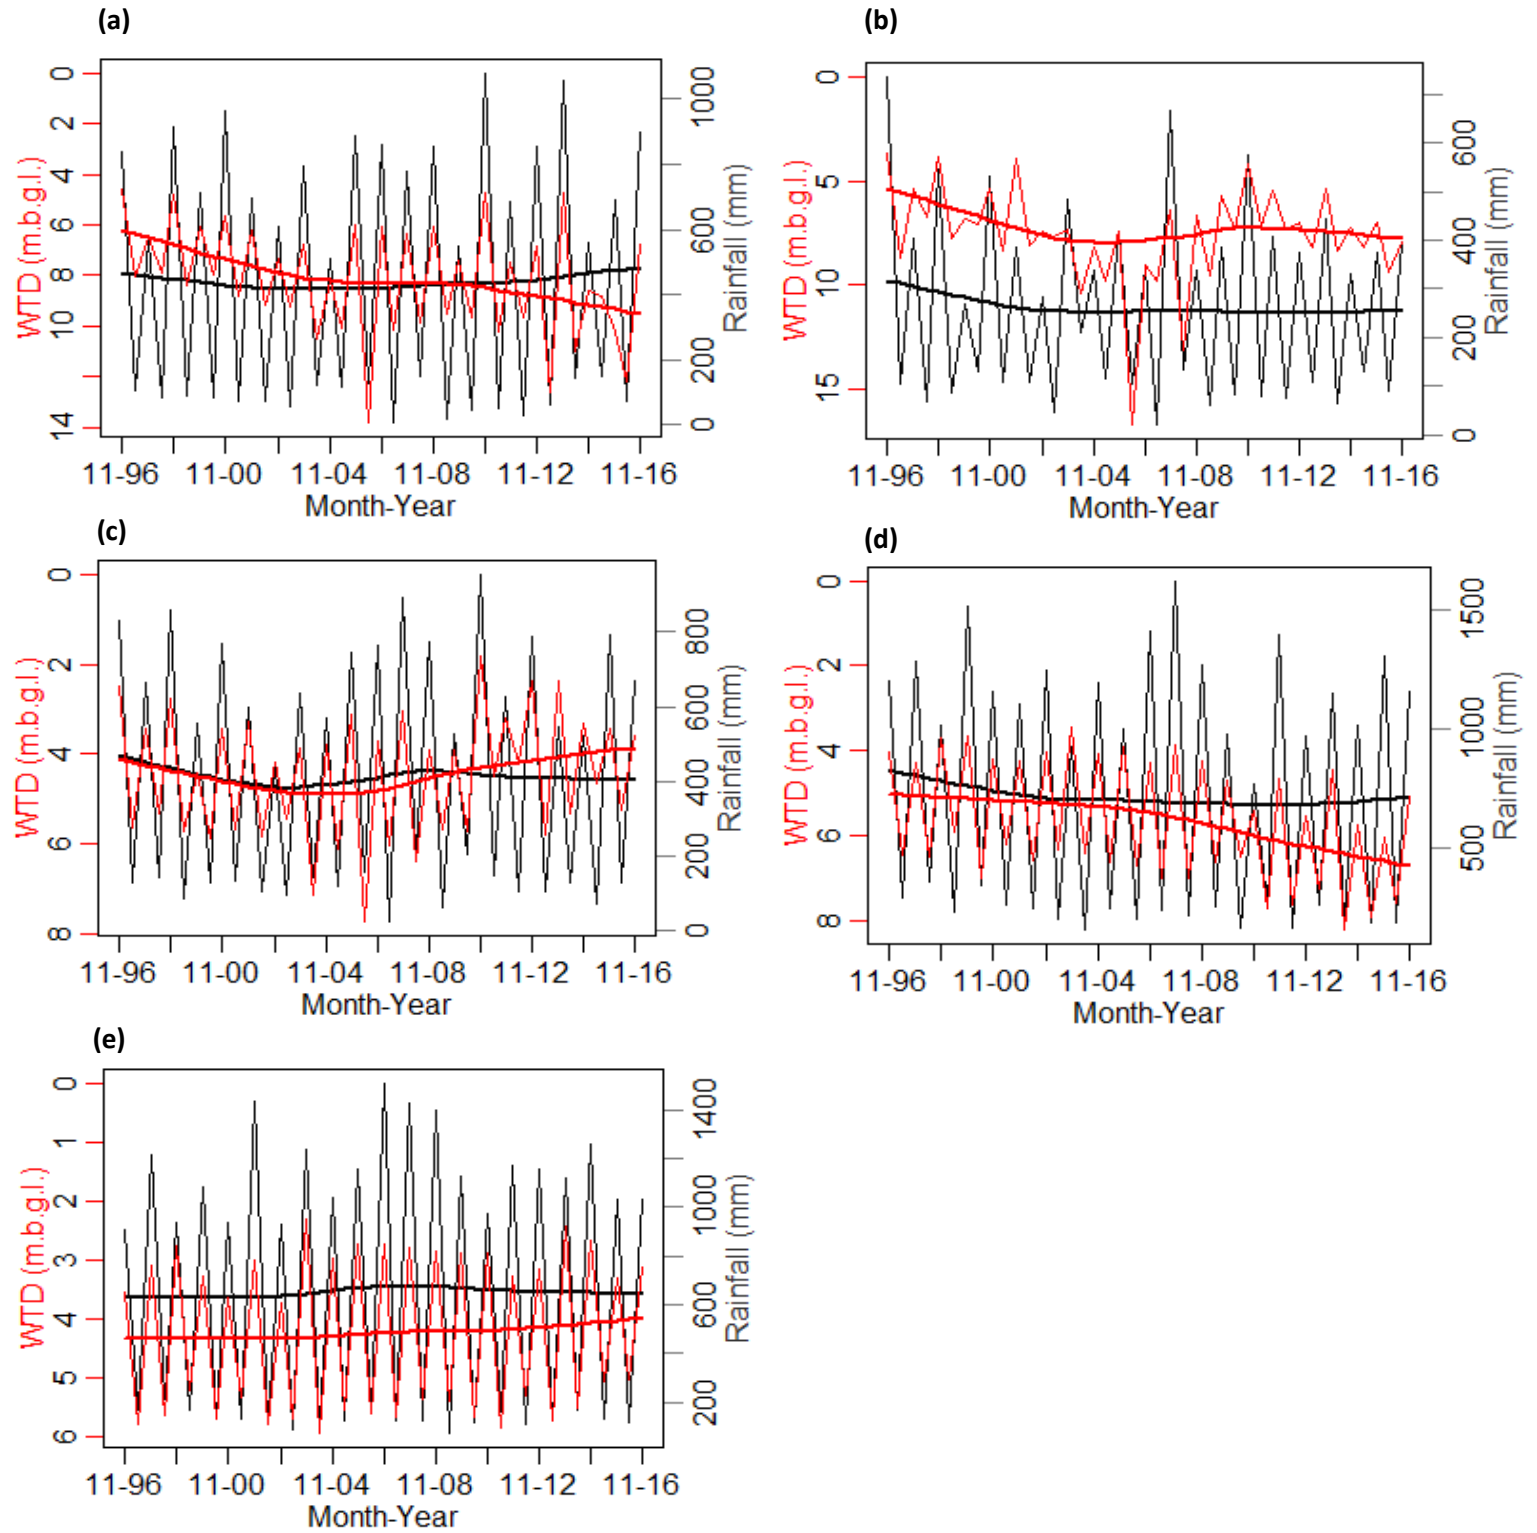 (a)
0 2 4 6 8 10 14
WTD (m.b.g.l.)
0 200 600 1000
Rainfall (mm)
11-96 11-00 11-04 11-08 11-12 11-16
Month-Year
(b)
0 5 10 15
WTD (m.b.g.l.)
0 200 400 600
Rainfall (mm)
11-96 11-00 11-04 11-08 11-12 11-16
Month-Year
(c)
0 2 4 6 8
WTD (m.b.g.l.)
0 200 400 600 800
Rainfall (mm)
11-96 11-00 11-04 11-08 11-12 11-16
Month-Year
(d)
0 2 4 6 8
WTD (m.b.g.l.)
500 1000 1500
Rainfall (mm)
11-96 11-00 11-04 11-08 11-12 11-16
Month-Year
(e)
0 1 2 3 4 5 6
WTD (m.b.g.l.)
200 600 1000 1400
Rainfall (mm)
11-96 11-00 11-04 11-08 11-12 11-16
Month-Year